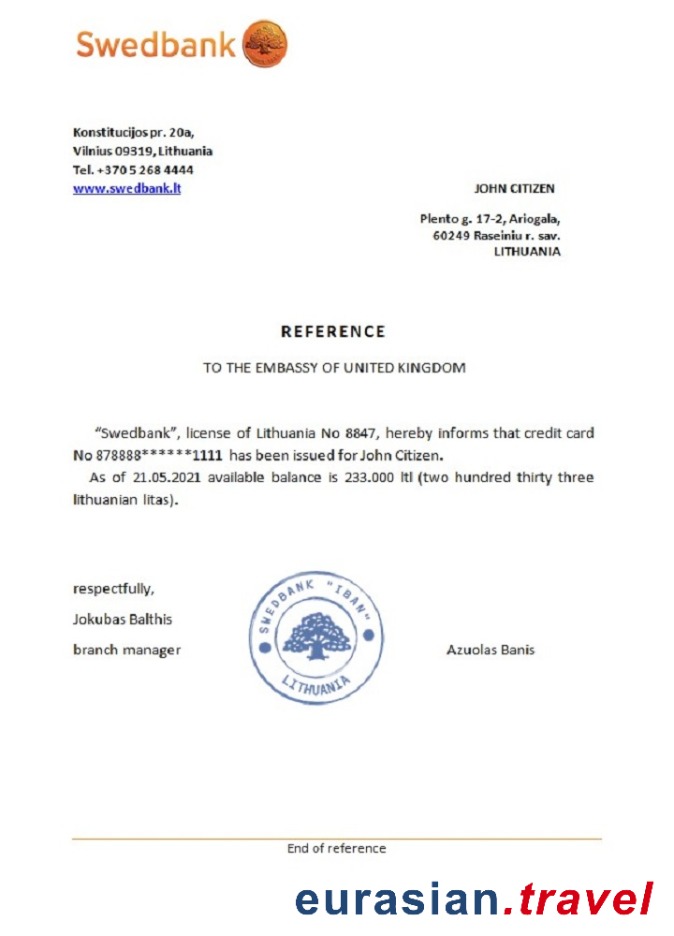 Swedbank
Konstitucijos pr. 20a,
Vilnius 09319, Lithuania
Tel. +370 5 268 4444
www.swedbank.lt
JOHN CITIZEN
Plento g. 17-2, Ariogala,
60249 Raseiniu r. sav.
LITHUANIA
REFERENCE
TO THE EMBASSY OF UNITED KINGDOM
“Swedbank”, license of Lithuania No 8847, hereby informs that credit card
No 878888******1111 has been issued for John Citizen.
As of 21.05.2021 available balance is 233.000 ltl (two hundred thirty three
lithuanian litas).
respectfully,
Jokubas Balthis
branch manager
SWEDBANK "IBAN"
LITHUANIA
Azuolas Banis
End of reference
eurasian.travel